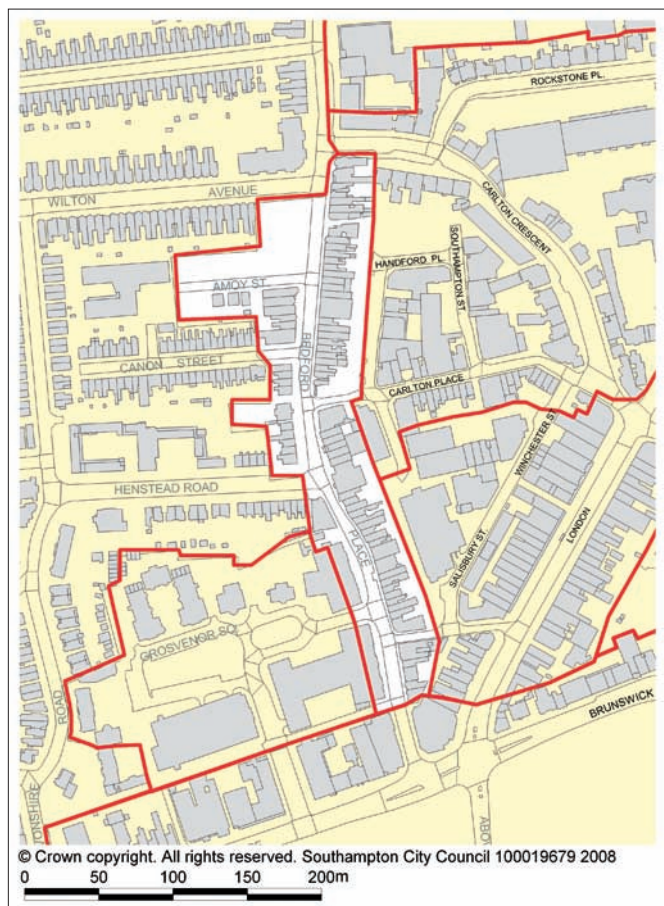 ROCKSTONE PL.
WILTON
AVENUE
CARLTON CRESCENT
SOUTHAMPTON ST.
HANDFORD PL.
AMOY ST.
BEDFORD
CANON STREET
CARLTON PLACE
WINCHESTER ST.
HENSTEAD ROAD
LONDON
PLACE
SALISBURY ST.
GROSVENOR SQ.
ROAD
BRUNSWICK
© Crown copyright. All rights reserved. Southampton City Council 100019679 2008
0 50 100 150 200m